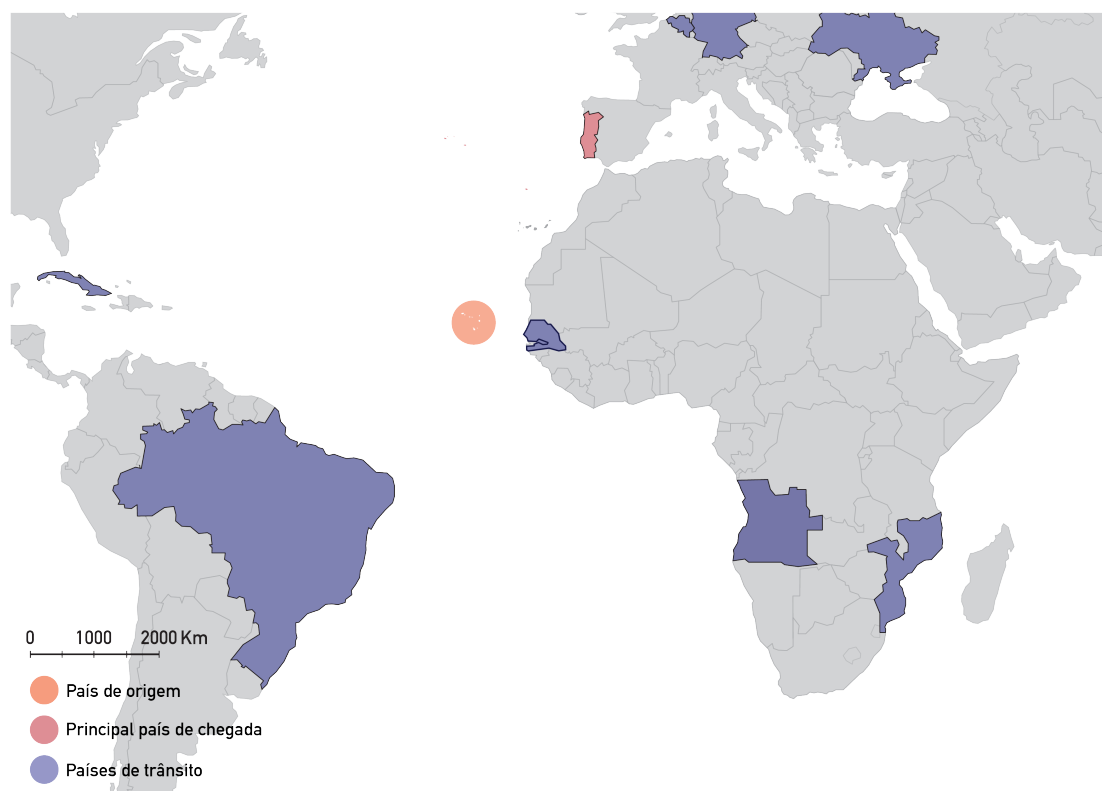 0 1000 2000 Km
País de origem
Principal país de chegada
Países de trânsito